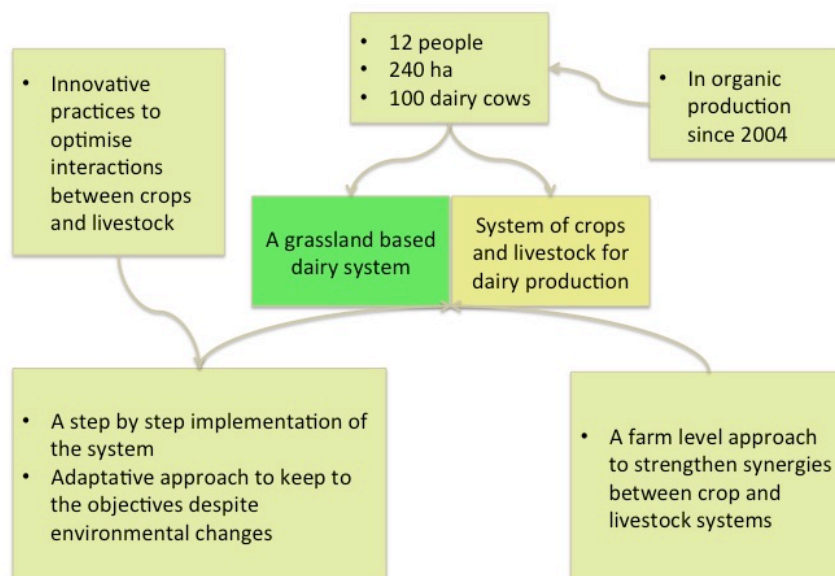 • 12 people
• 240 ha
• 100 dairy cows
• In organic
production
since 2004
• Innovative
practices to
optimise
interactions
between crops
and livestock
A grassland based
dairy system
System of crops
and livestock for
dairy production
• A step by step implementation of
the system
• Adaptative approach to keep to
the objectives despite
environmental changes
• A farm level approach
to strengthen synergies
between crop and
livestock systems